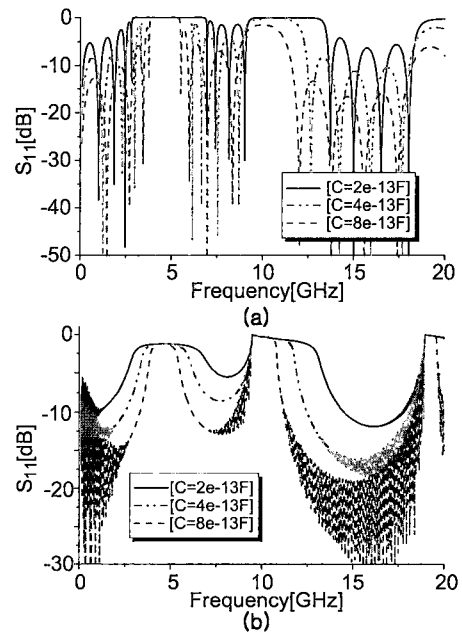 0
-10
-20
-30
-40
-50
S11[dB]
[C=2e-13F]
[C=4e-13F]
[C=8e-13F]
0 5 10 15 20
Frequency[GHz]
(a)
0
-10
-20
-30
S11[dB]
[C=2e-13F]
[C=4e-13F]
[C=8e-13F]
0 5 10 15 20
Frequency[GHz]
(b)